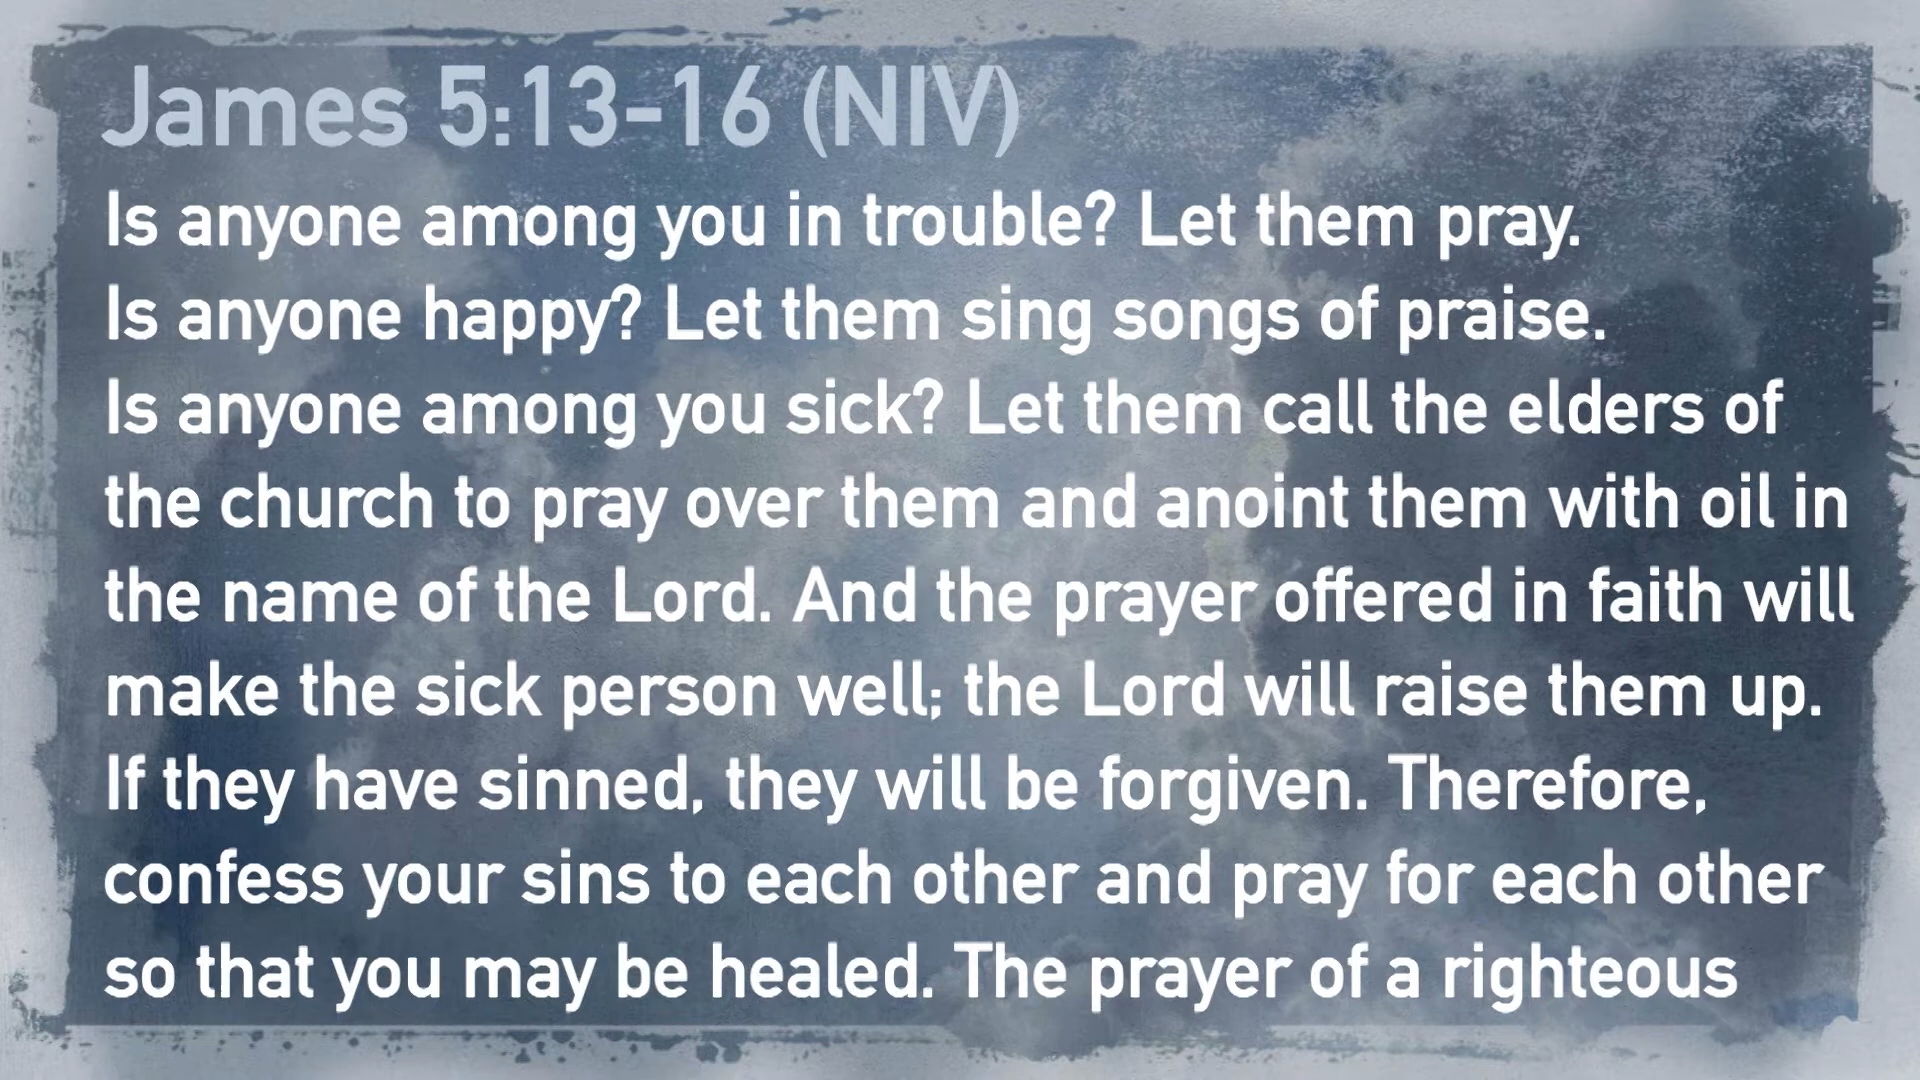 James 5:13-16 (NIV)
Is anyone among you in trouble? Let them pray.
Is anyone happy? Let them sing songs of praise.
Is anyone among you sick? Let them call the elders of
the church to pray over them and anoint them with oil in
the name of the Lord. And the prayer offered in faith will
make the sick person well; the Lord will raise them up.
If they have sinned, they will be forgiven. Therefore,
confess your sins to each other and pray for each other
so that you may be healed. The prayer of a righteous